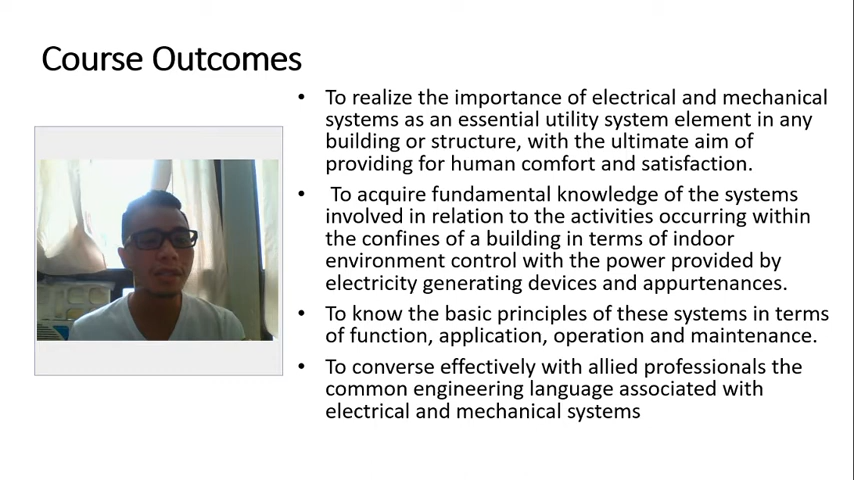 Course Outcomes
• To realize the importance of electrical and mechanical
systems as an essential utility system element in any
building or structure, with the ultimate aim of
providing for human comfort and satisfaction.
• To acquire fundamental knowledge of the systems
involved in relation to the activities occurring within
the confines of a building in terms of indoor
environment control with the power provided by
electricity generating devices and appurtenances.
• To know the basic principles of these systems in terms
of function, application, operation and maintenance.
• To converse effectively with allied professionals the
common engineering language associated with
electrical and mechanical systems